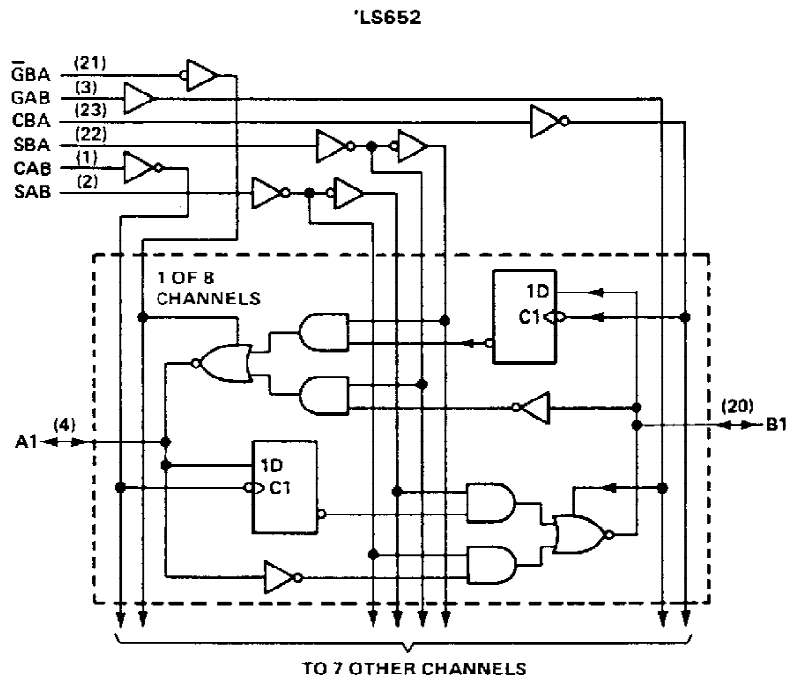 'LS652
G̅BA (21)
GAB (3)
CBA (23)
SBA (22)
CAB (1)
SAB (2)
1 OF 8
CHANNELS
1D
C1
A1 (4)
(20) B1
1D
C1
TO 7 OTHER CHANNELS